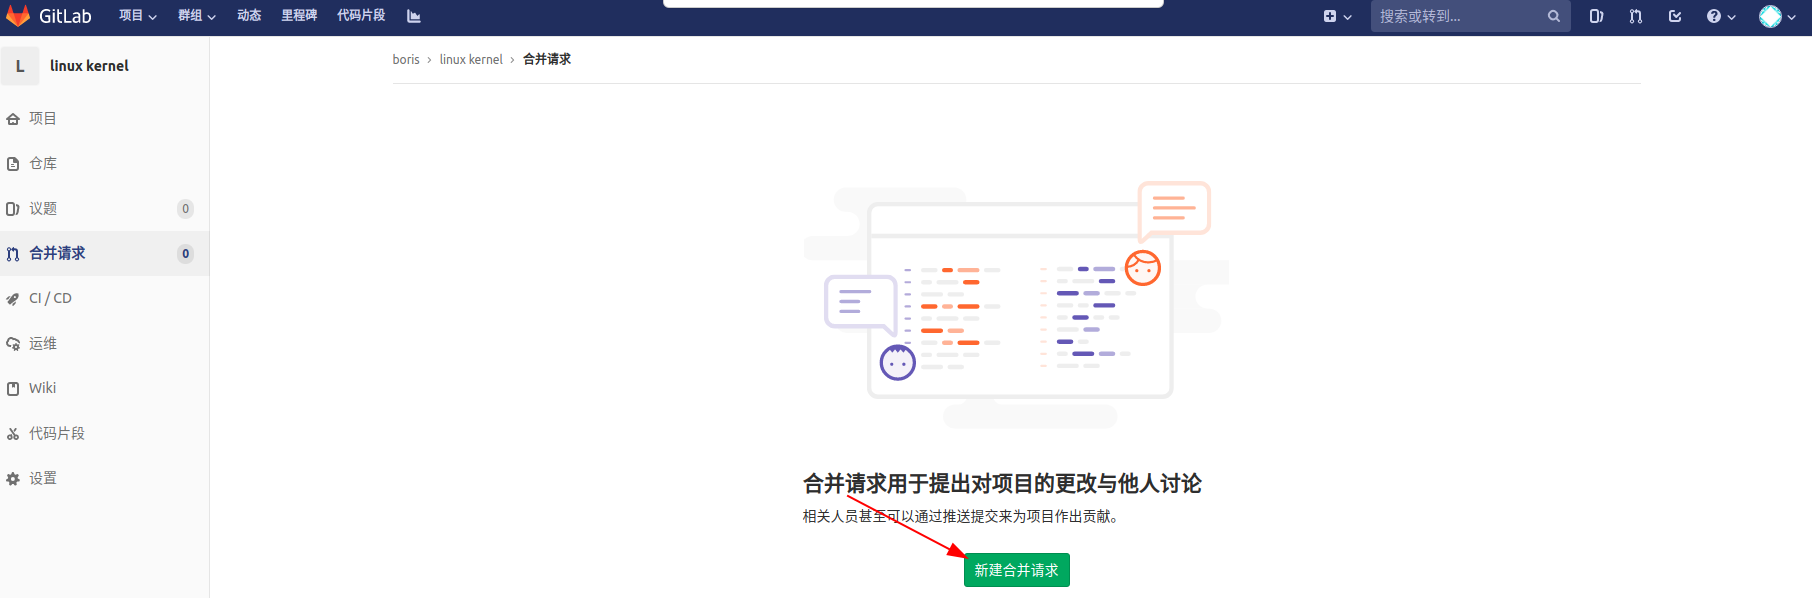 GitLab 项目 群组 动态 里程碑 代码片段 搜索或转到...
L linux kernel
boris › linux kernel › 合并请求
项目
仓库
议题 0
合并请求 0
CI / CD
运维
Wiki
代码片段
设置
合并请求用于提出对项目的更改与他人讨论
相关人员甚至可以通过推送提交来为项目作出贡献。
新建合并请求